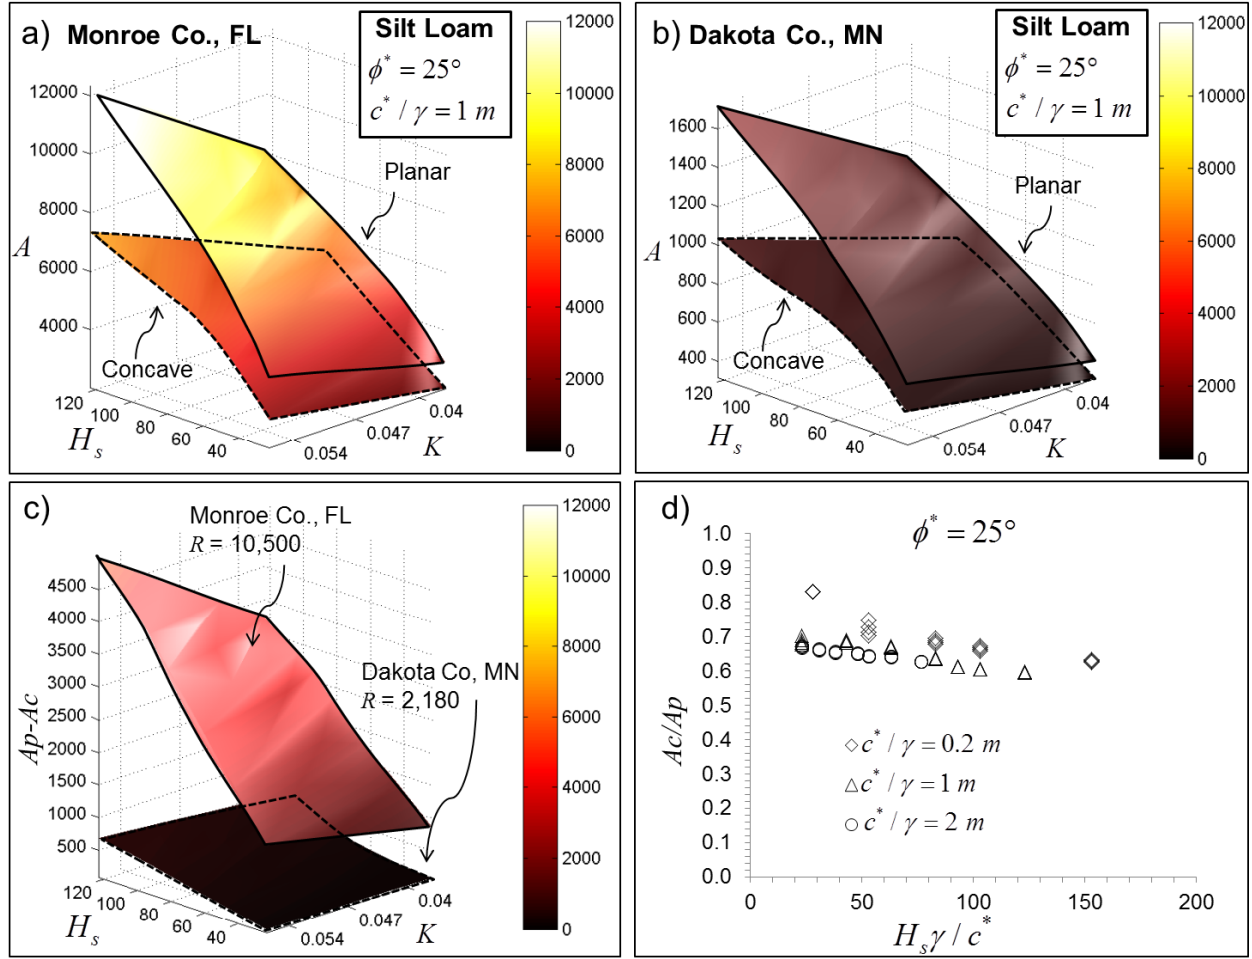 a) Monroe Co., FL
Silt Loam
ϕ* = 25°
c* / γ = 1 m
12000
10000
8000
6000
4000
A
Planar
Concave
120
100
80
60
40
H_s
0.054
0.047
0.04
K
12000
10000
8000
6000
4000
2000
0
b) Dakota Co., MN
Silt Loam
ϕ* = 25°
c* / γ = 1 m
1600
1400
1200
1000
800
600
400
A
Planar
Concave
120
100
80
60
40
H_s
0.054
0.047
0.04
K
12000
10000
8000
6000
4000
2000
0
c)
Monroe Co., FL
R = 10,500
Dakota Co, MN
R = 2,180
4500
4000
3500
3000
2500
2000
1500
1000
500
Ap-Ac
120
100
80
60
40
H_s
0.054
0.047
0.04
K
12000
10000
8000
6000
4000
2000
0
d)
ϕ* = 25°
1.0
0.9
0.8
0.7
0.6
0.5
0.4
0.3
0.2
0.1
0.0
Ac/Ap
c* / γ = 0.2 m
c* / γ = 1 m
c* / γ = 2 m
0 50 100 150 200
H_s γ / c*